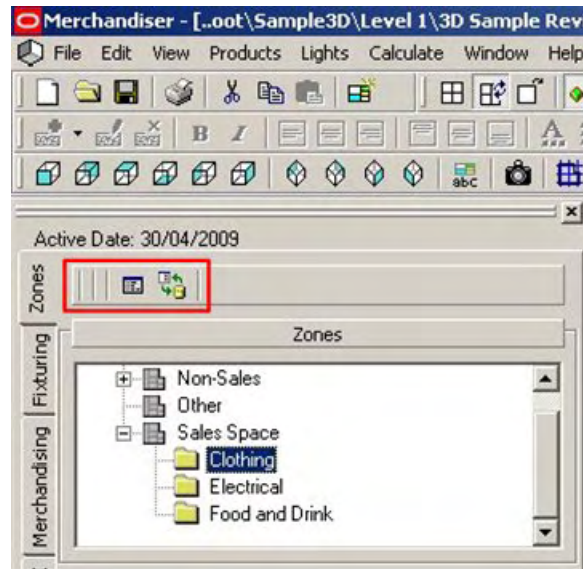 Merchandiser - [..oot\Sample3D\Level 1\3D Sample Rev
File Edit View Products Lights Calculate Window Help
B I A
abc
Active Date: 30/04/2009
Zones
Fixturing
Merchandising
Zones
Non-Sales
Other
Sales Space
Clothing
Electrical
Food and Drink